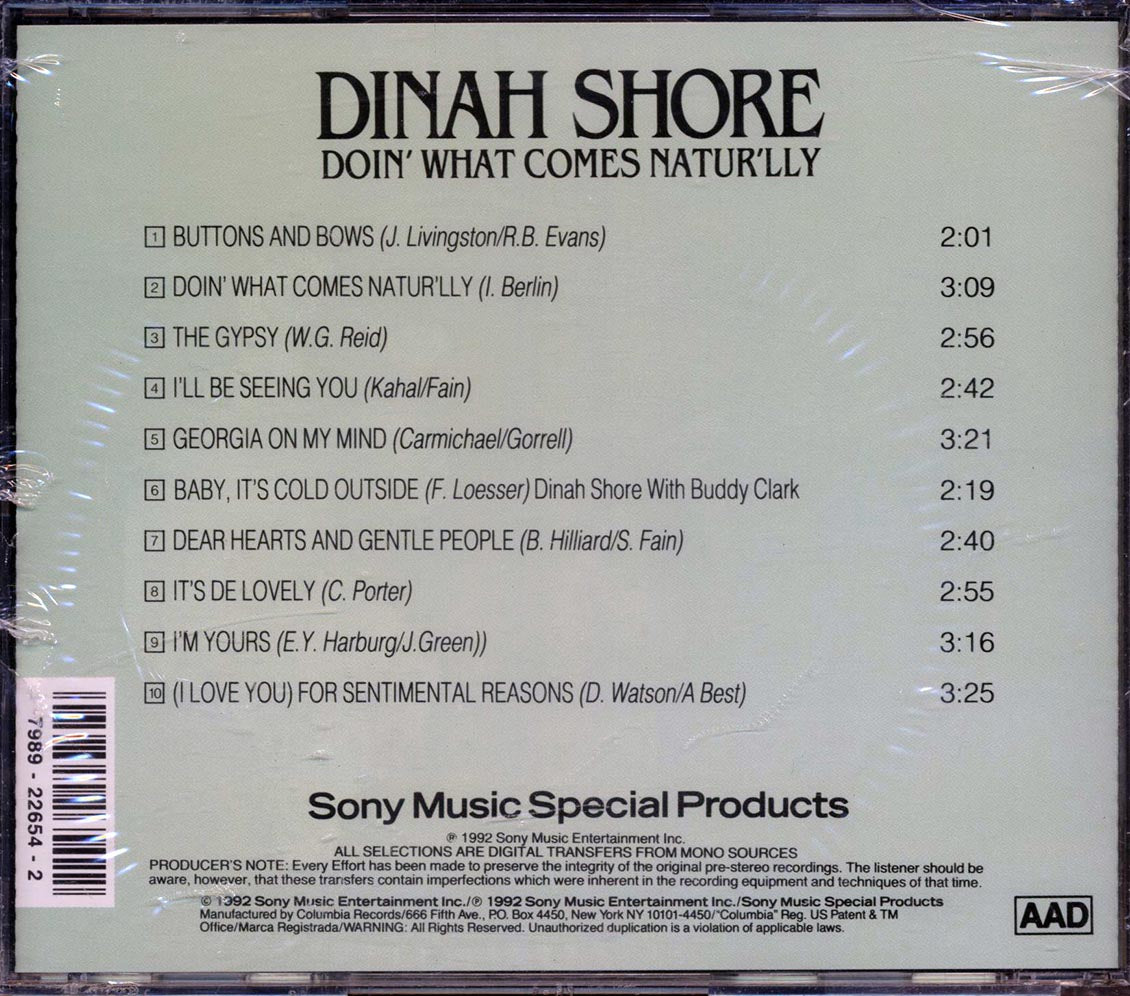 DINAH SHORE
DOIN' WHAT COMES NATUR'LLY
1 BUTTONS AND BOWS (J. Livingston/R.B. Evans) 2:01
2 DOIN' WHAT COMES NATUR'LLY (I. Berlin) 3:09
3 THE GYPSY (W.G. Reid) 2:56
4 I'LL BE SEEING YOU (Kahal/Fain) 2:42
5 GEORGIA ON MY MIND (Carmichael/Gorrell) 3:21
6 BABY, IT'S COLD OUTSIDE (F. Loesser) Dinah Shore With Buddy Clark 2:19
7 DEAR HEARTS AND GENTLE PEOPLE (B. Hilliard/S. Fain) 2:40
8 IT'S DE LOVELY (C. Porter) 2:55
9 I'M YOURS (E.Y. Harburg/J.Green)) 3:16
10 (I LOVE YOU) FOR SENTIMENTAL REASONS (D. Watson/A Best) 3:25
7989 - 22654 - 2
Sony Music Special Products
℗ 1992 Sony Music Entertainment Inc.
ALL SELECTIONS ARE DIGITAL TRANSFERS FROM MONO SOURCES
PRODUCER'S NOTE: Every Effort has been made to preserve the integrity of the original pre-stereo recordings. The listener should be
aware, however, that these transfers contain imperfections which were inherent in the recording equipment and techniques of that time.
© 1992 Sony Music Entertainment Inc./℗ 1992 Sony Music Entertainment Inc./Sony Music Special Products
Manufactured by Columbia Records/666 Fifth Ave., P.O. Box 4450, New York NY 10101-4450/"Columbia" Reg. US Patent & TM
Office/Marca Registrada/WARNING: All Rights Reserved. Unauthorized duplication is a violation of applicable laws.
AAD